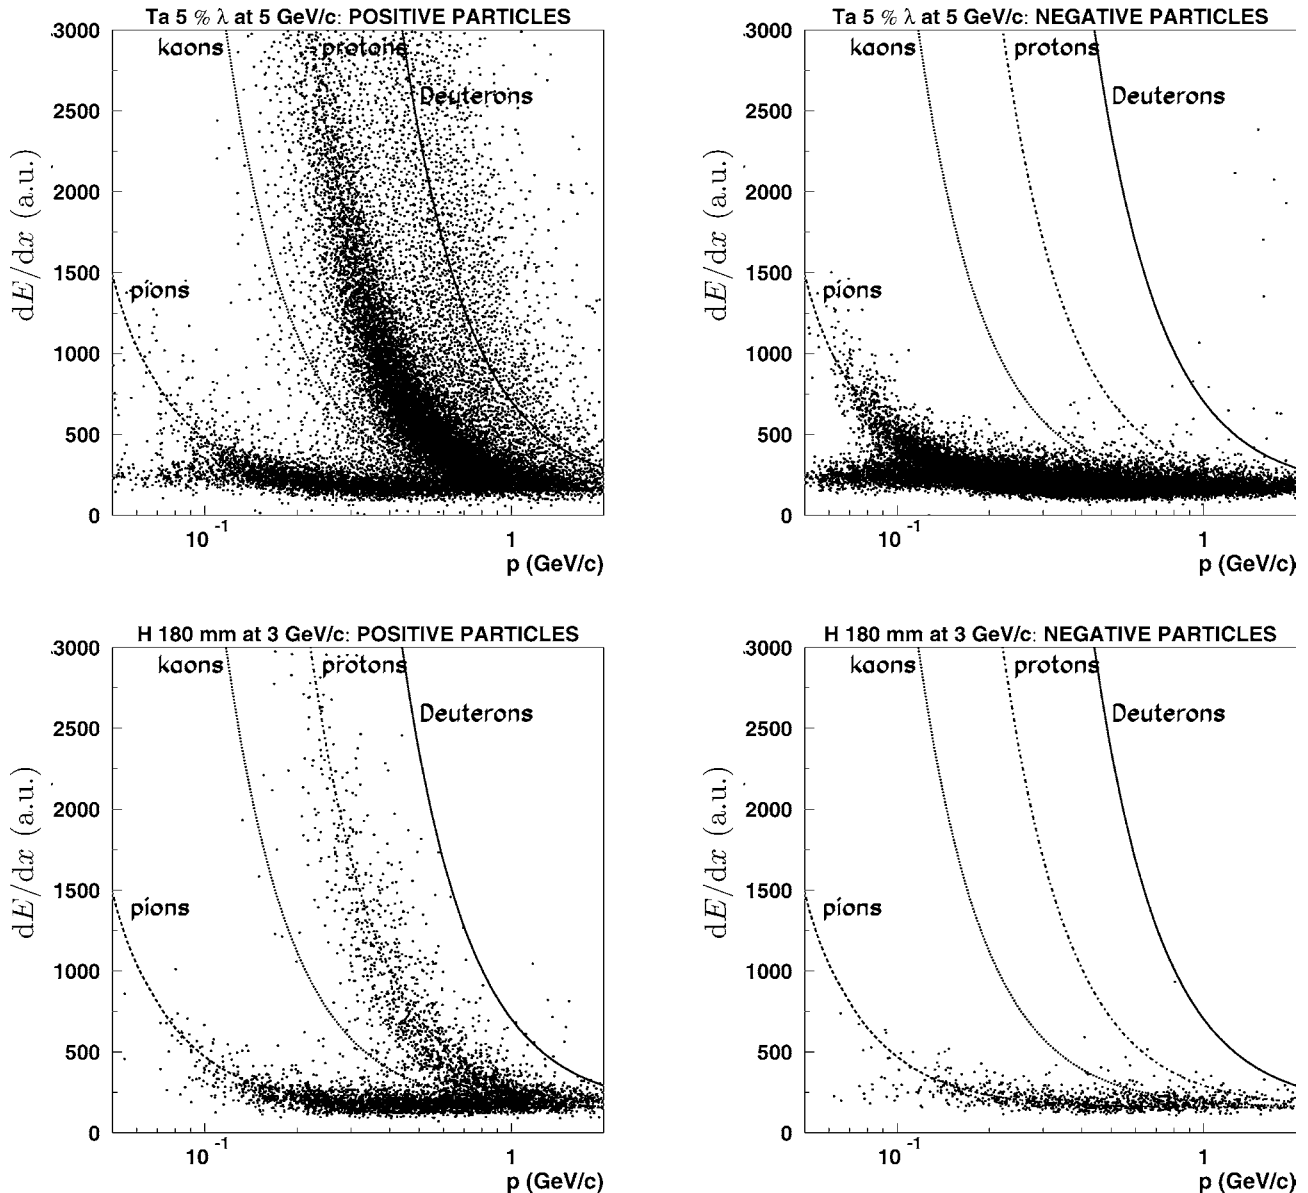 Ta 5 % λ at 5 GeV/c: POSITIVE PARTICLES
3000
2500
2000
1500
1000
500
0
dE/dx (a.u.)
kaons
protons
Deuterons
pions
10⁻¹
1
p (GeV/c)
Ta 5 % λ at 5 GeV/c: NEGATIVE PARTICLES
3000
2500
2000
1500
1000
500
0
dE/dx (a.u.)
kaons
protons
Deuterons
pions
10⁻¹
1
p (GeV/c)
H 180 mm at 3 GeV/c: POSITIVE PARTICLES
3000
2500
2000
1500
1000
500
0
dE/dx (a.u.)
kaons
protons
Deuterons
pions
10⁻¹
1
p (GeV/c)
H 180 mm at 3 GeV/c: NEGATIVE PARTICLES
3000
2500
2000
1500
1000
500
0
dE/dx (a.u.)
kaons
protons
Deuterons
pions
10⁻¹
1
p (GeV/c)